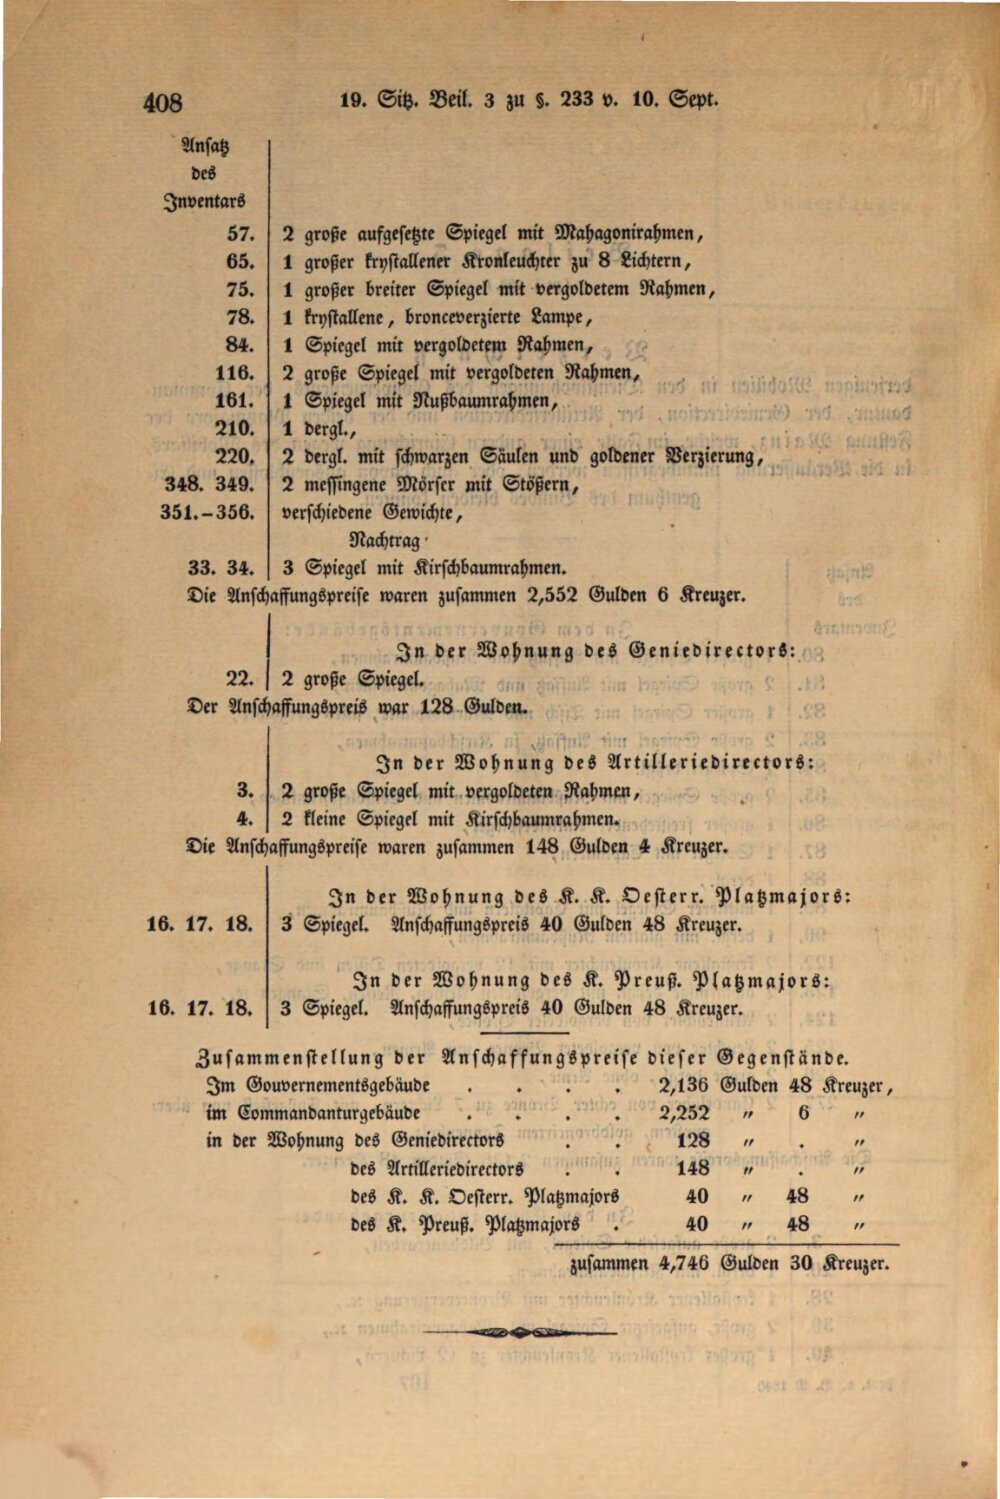 408 19. Sitz. Beil. 3 zu §. 233 v. 10. Sept.
Ansatz
des
Inventars
57. 2 große aufgesetzte Spiegel mit Mahagonirahmen,
65. 1 großer krystallener Kronleuchter zu 8 Lichtern,
75. 1 großer breiter Spiegel mit vergoldetem Rahmen,
78. 1 krystallene, bronceverzierte Lampe,
84. 1 Spiegel mit vergoldetem Rahmen,
116. 2 große Spiegel mit vergoldeten Rahmen,
161. 1 Spiegel mit Nußbaumrahmen,
210. 1 dergl.,
220. 2 dergl. mit schwarzen Säulen und goldener Verzierung,
348. 349. 2 messingene Mörser mit Stößern,
351.-356. verschiedene Gewichte,
Nachtrag
33. 34. 3 Spiegel mit Kirschbaumrahmen.
Die Anschaffungspreise waren zusammen 2,552 Gulden 6 Kreuzer.
In der Wohnung des Geniedirectors:
22. 2 große Spiegel.
Der Anschaffungspreis war 128 Gulden.
In der Wohnung des Artilleriedirectors:
3. 2 große Spiegel mit vergoldeten Rahmen,
4. 2 kleine Spiegel mit Kirschbaumrahmen.
Die Anschaffungspreise waren zusammen 148 Gulden 4 Kreuzer.
In der Wohnung des K. K. Oesterr. Platzmajors:
16. 17. 18. 3 Spiegel. Anschaffungspreis 40 Gulden 48 Kreuzer.
In der Wohnung des K. Preuß. Platzmajors:
16. 17. 18. 3 Spiegel. Anschaffungspreis 40 Gulden 48 Kreuzer.
Zusammenstellung der Anschaffungspreise dieser Gegenstände.
Im Gouvernementsgebäude . . . . 2,136 Gulden 48 Kreuzer,
im Commandanturgebäude . . . . 2,252 „ 6 „
in der Wohnung des Geniedirectors . . 128 „ . „
des Artilleriedirectors . . 148 „ . „
des K. K. Oesterr. Platzmajors 40 „ 48 „
des K. Preuß. Platzmajors . 40 „ 48 „
zusammen 4,746 Gulden 30 Kreuzer.